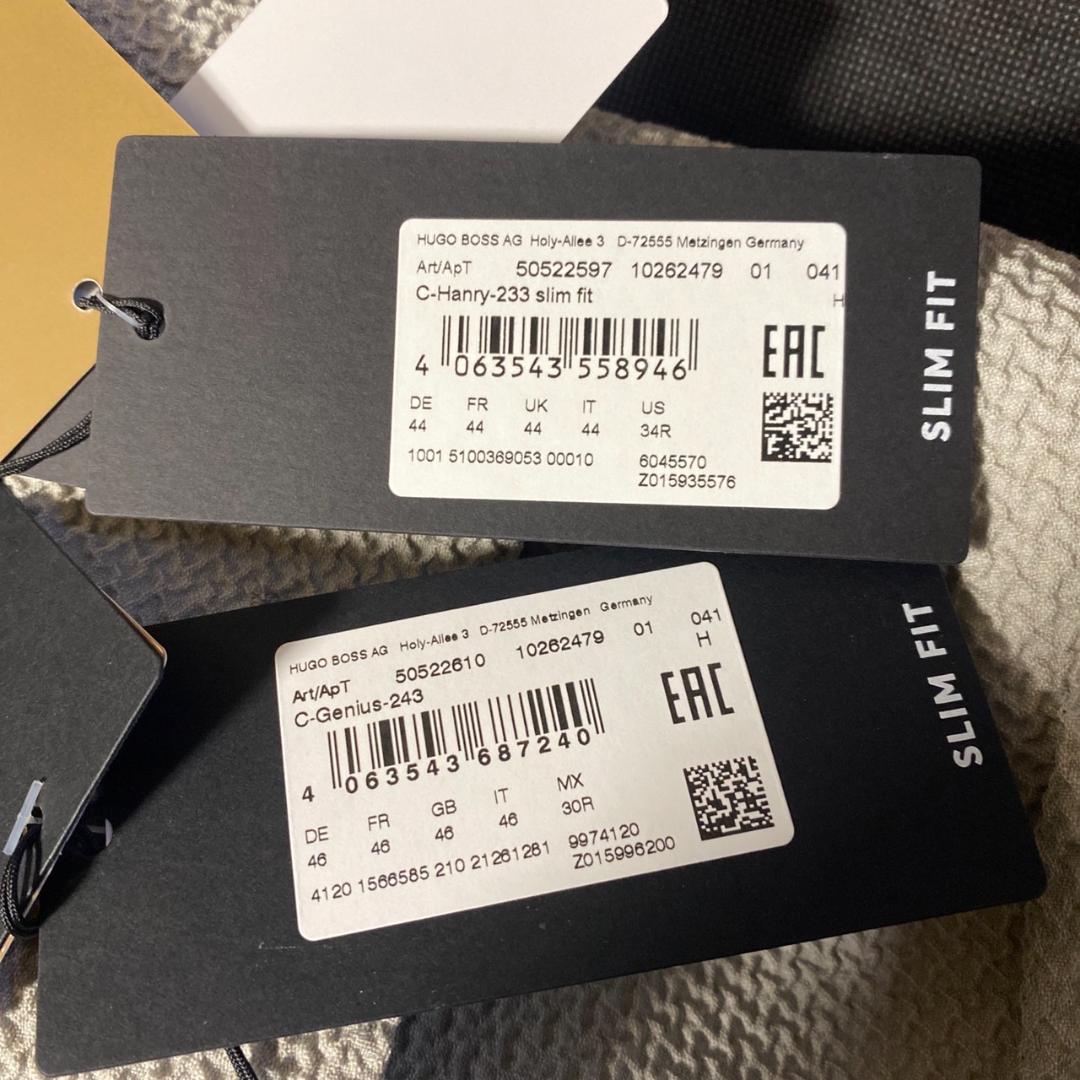 HUGO BOSS AG Holy-Allee 3 D-72555 Metzingen Germany
Art/ApT 50522597 10262479 01 041
H
C-Hanry-233 slim fit
4 063543 558946
EAC
DE FR UK IT US
44 44 44 44 34R
1001 5100369053 00010 6045570
Z015935576
SLIM FIT
HUGO BOSS AG Holy-Allee 3 D-72555 Metzingen Germany
Art/ApT 50522610 10262479 01 041
H
C-Genius-243
4 063543 687240
EAC
DE FR GB IT MX
46 46 46 46 30R
4120 1566585 210 21261281 9974120
Z015996200
SLIM FIT